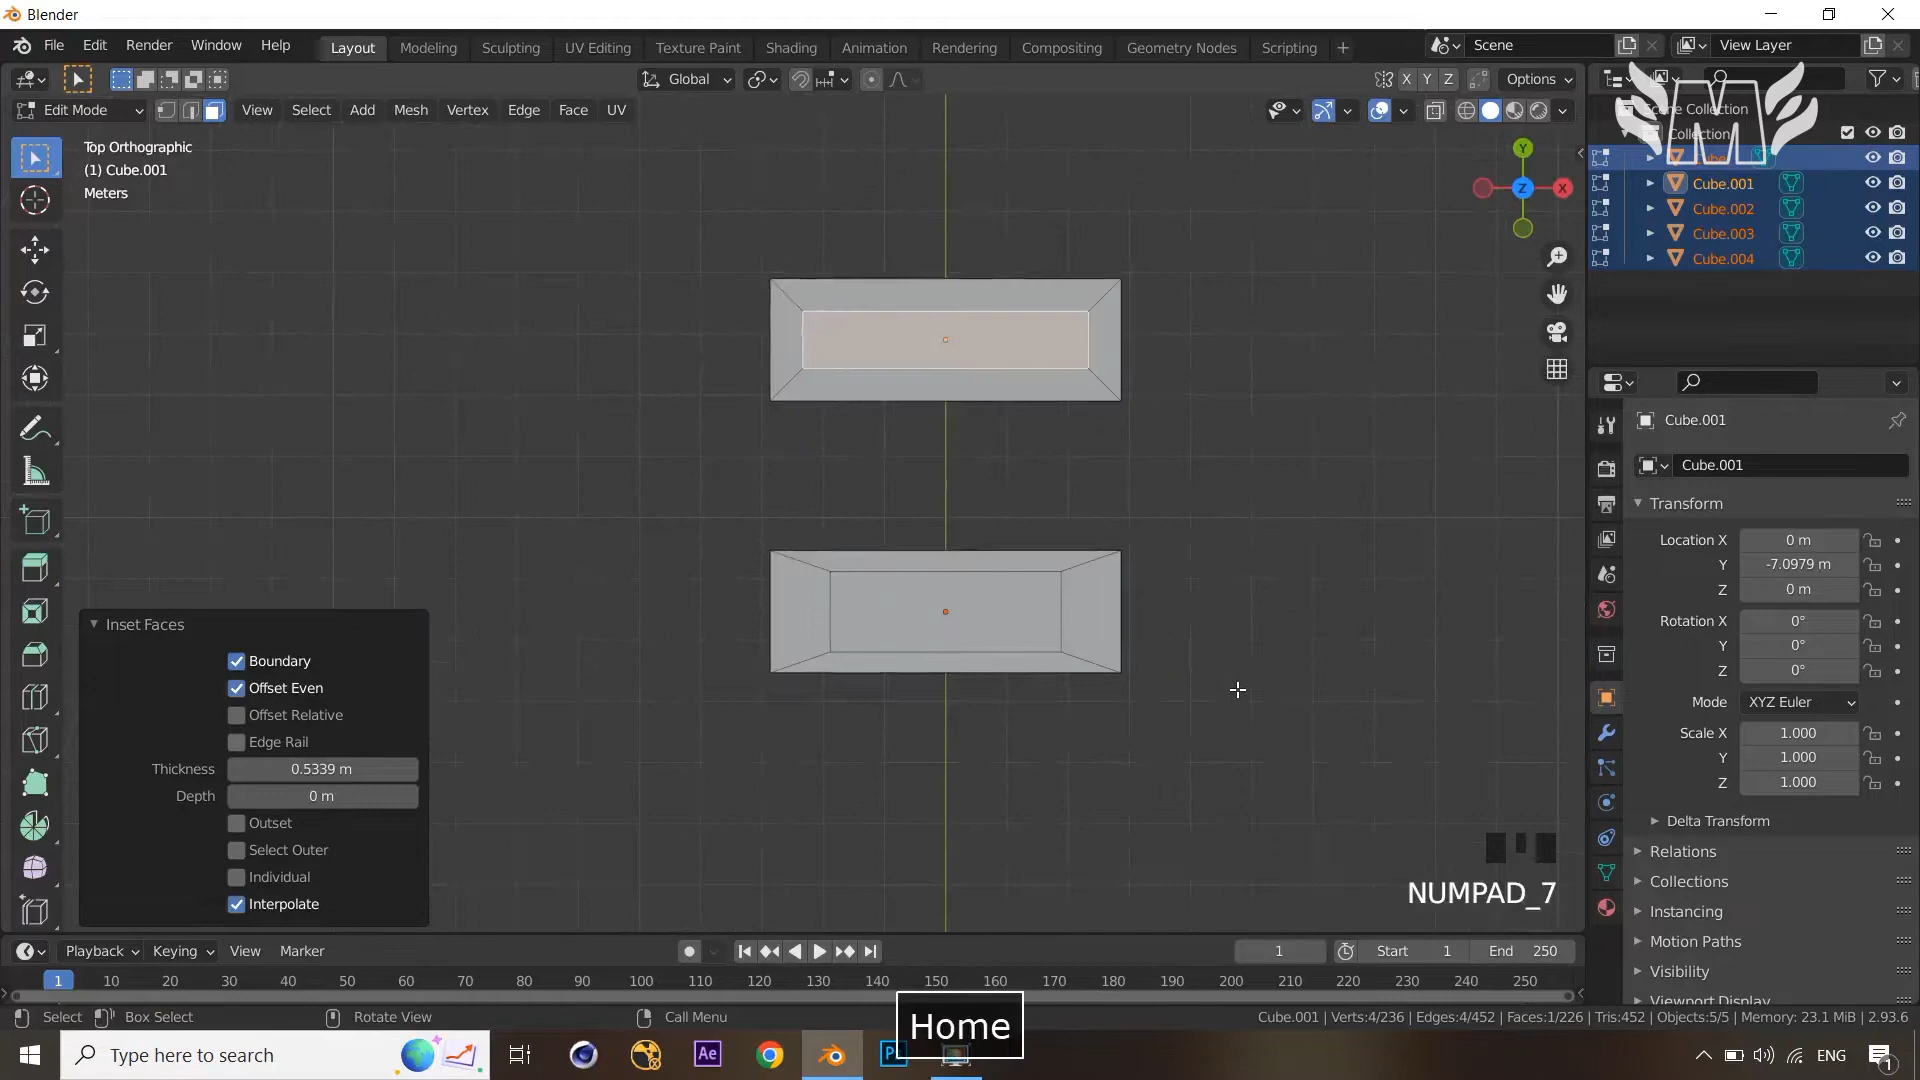 Blender
File Edit Render Window Help Layout Modeling Sculpting UV Editing Texture Paint Shading Animation Rendering Compositing Geometry Nodes Scripting + Scene View Layer
Global X Y Z Options
Edit Mode View Select Add Mesh Vertex Edge Face UV
Top Orthographic
(1) Cube.001
Meters
Y
Z X
Scene Collection
Collection
Cube
Cube.001
Cube.002
Cube.003
Cube.004
Cube.001
Cube.001
Transform
Location X 0 m
Y -7.0979 m
Z 0 m
Rotation X 0°
Y 0°
Z 0°
Mode XYZ Euler
Scale X 1.000
Y 1.000
Z 1.000
Delta Transform
Relations
Collections
Instancing
Motion Paths
Visibility
Viewport Display
Inset Faces
Boundary
Offset Even
Offset Relative
Edge Rail
Thickness 0.5339 m
Depth 0 m
Outset
Select Outer
Individual
Interpolate
NUMPAD_7
Playback Keying View Marker 1 Start 1 End 250
1 10 20 30 40 50 60 70 80 90 100 110 120 130 140 150 160 170 180 190 200 210 220 230 240 250
Select Box Select Rotate View Call Menu Cube.001 | Verts:4/236 | Edges:4/452 | Faces:1/226 | Tris:452 | Objects:5/5 | Memory: 23.1 MiB | 2.93.6
Home
Type here to search Ae ENG 1